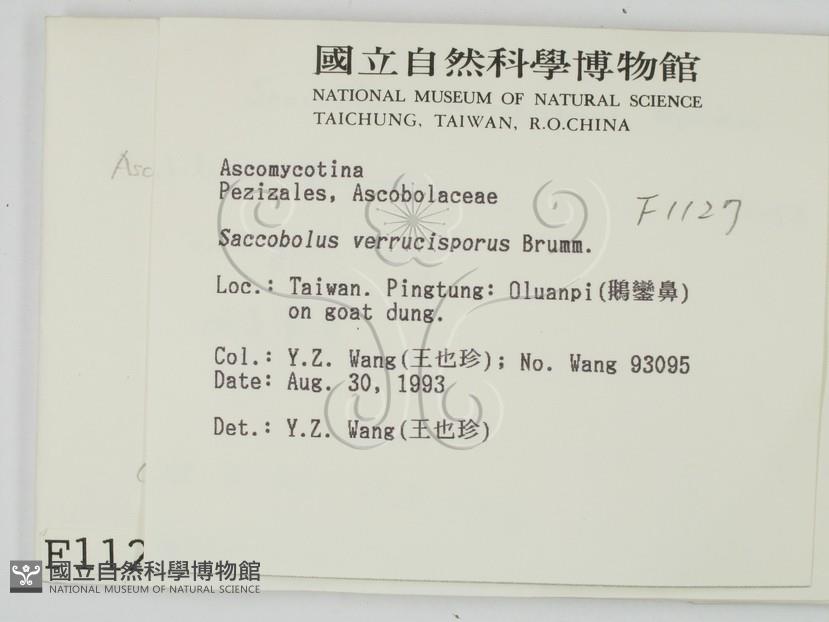 國立自然科學博物館
NATIONAL MUSEUM OF NATURAL SCIENCE
TAICHUNG, TAIWAN, R.O.CHINA
Asc
Ascomycotina
Pezizales, Ascobolaceae
F1127
Saccobolus verrucisporus Brumm.
Loc.: Taiwan. Pingtung: Oluanpi(鵝鑾鼻)
on goat dung.
Col.: Y.Z. Wang(王也珍); No. Wang 93095
Date: Aug. 30, 1993
Det.: Y.Z. Wang(王也珍)
F112
國立自然科學博物館
NATIONAL MUSEUM OF NATURAL SCIENCE